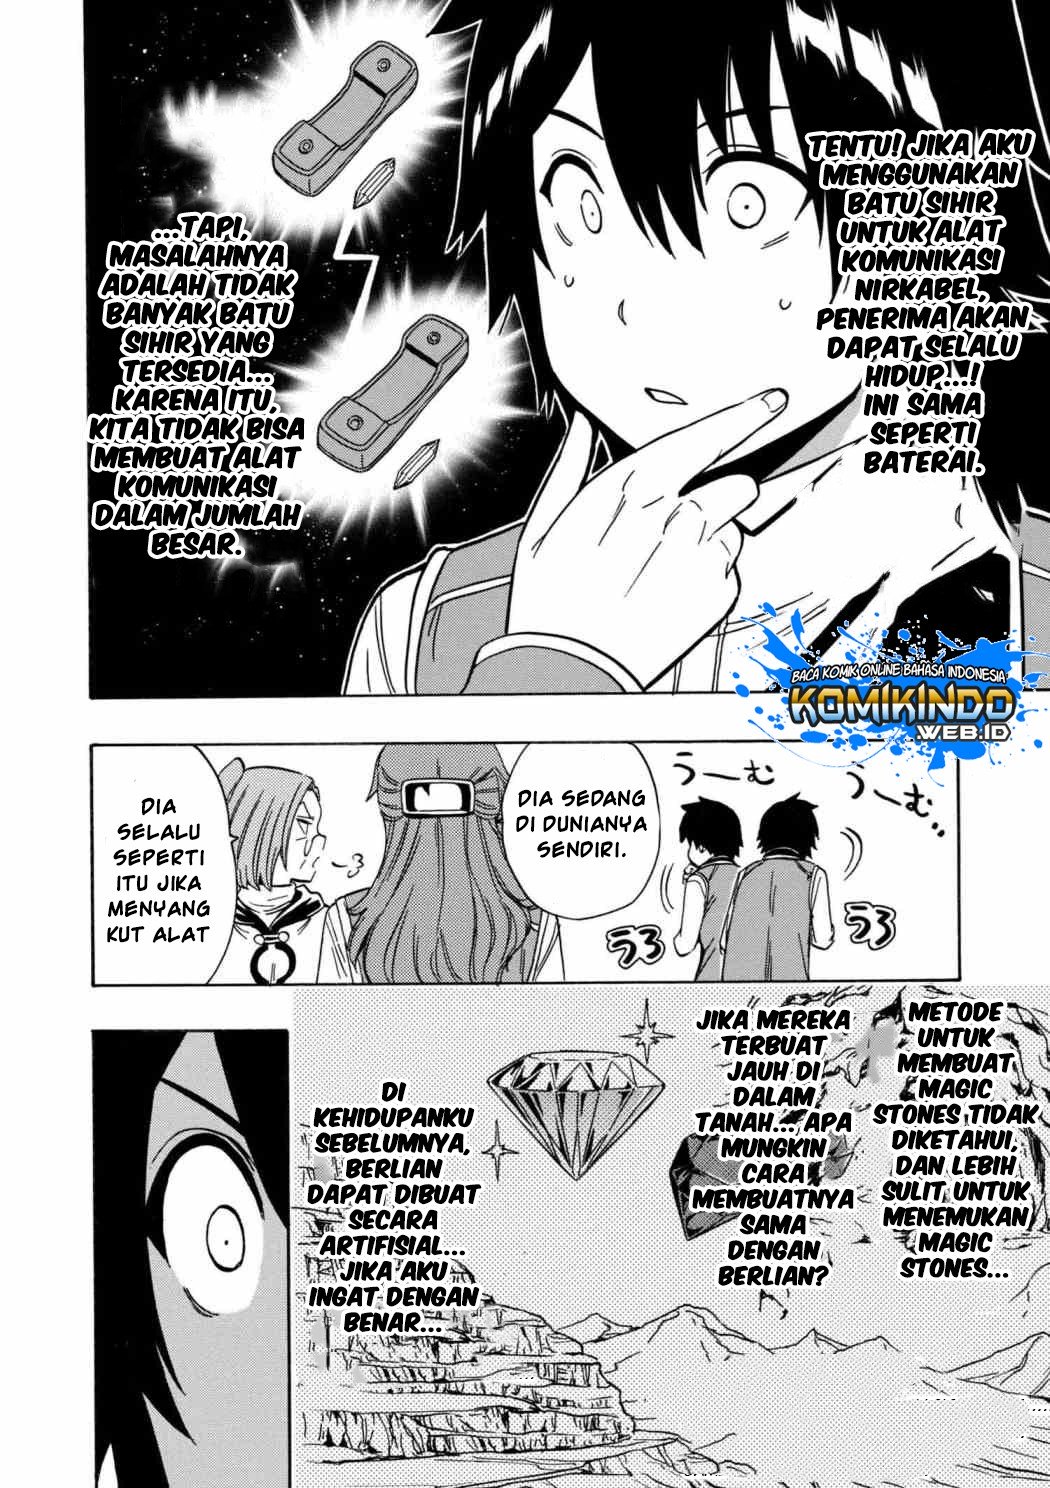 TENTU! JIKA AKU
MENGGUNAKAN
BATU SIHIR
UNTUK ALAT
KOMUNIKASI
NIRKABEL,
PENERIMA AKAN
DAPAT SELALU
HIDUP...!
INI SAMA
SEPERTI
BATERAI.
...TAPI,
MASALAHNYA
ADALAH TIDAK
BANYAK BATU
SIHIR YANG
TERSEDIA...
KARENA ITU,
KITA TIDAK BISA
MEMBUAT ALAT
KOMUNIKASI
DALAM JUMLAH
BESAR.
BACA KOMIK ONLINE BAHASA INDONESIA
KOMIKINDO
.WEB.ID
うーむ..
うーむ
うろ
うろ
DIA SEDANG
DI DUNIANYA
SENDIRI.
DIA
SELALU
SEPERTI
ITU JIKA
MENYANG
KUT ALAT
METODE
UNTUK
MEMBUAT
MAGIC
STONES TIDAK
DIKETAHUI,
DAN LEBIH
SULIT UNTUK
MENEMUKAN
MAGIC
STONES...
JIKA MEREKA
TERBUAT
JAUH DI
DALAM
TANAH... APA
MUNGKIN
CARA
MEMBUATNYA
SAMA
DENGAN
BERLIAN?
DI
KEHIDUPANKU
SEBELUMNYA,
BERLIAN
DAPAT DIBUAT
SECARA
ARTIFISIAL...
JIKA AKU
INGAT DENGAN
BENAR...